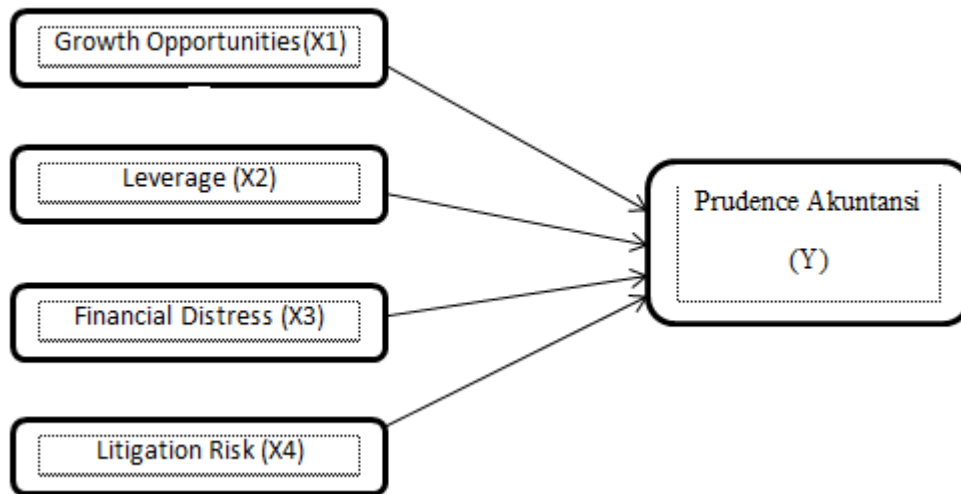 Growth Opportunities(X1)
Leverage (X2)
Financial Distress (X3)
Litigation Risk (X4)
Prudence Akuntansi
(Y)